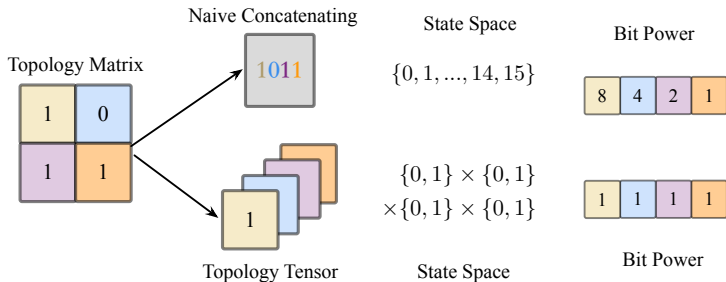 Naive Concatenating
State Space
Bit Power
Topology Matrix
1 0
1 1
1011
{0, 1, ..., 14, 15}
8 4 2 1
1
{0, 1} × {0, 1}
×{0, 1} × {0, 1}
1 1 1 1
Topology Tensor
State Space
Bit Power